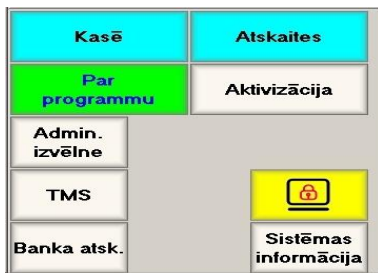 Kasē
Atskaites
Par
programmu
Aktivizācija
Admin.
izvēlne
TMS
Banka atsk.
Sistēmas
informācija